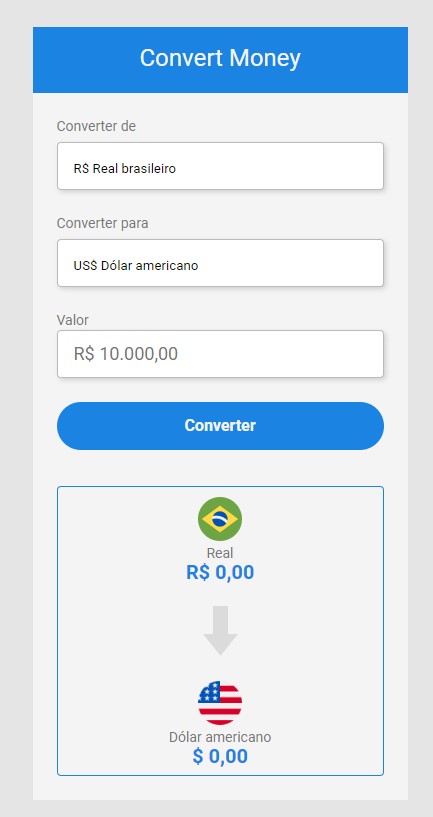 Convert Money
Converter de
R$ Real brasileiro
Converter para
US$ Dólar americano
Valor
R$ 10.000,00
Converter
Real
R$ 0,00
Dólar americano
$ 0,00